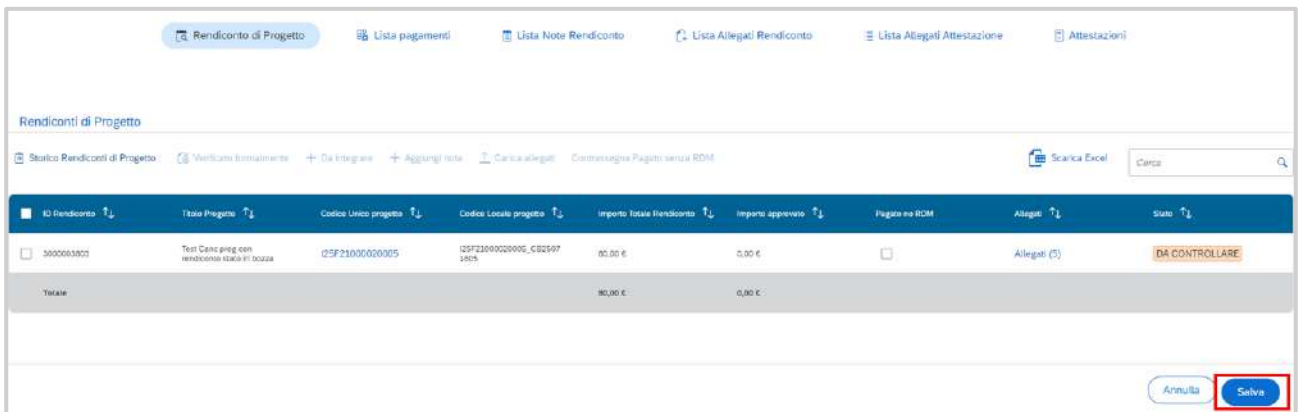 Rendiconto di Progetto Lista pagamenti Lista Note Rendiconto Lista Allegati Rendiconto Lista Allegati Attestazione Attestazioni
Rendiconti di Progetto
Storico Rendiconti di Progetto Verificato formalmente Da integrare Aggiungi nota Carica allegati Contrassegna Pagato senza RDM Scarica Excel Cerca
ID Rendiconto Titolo Progetto Codice Unico progetto Codice Locale progetto Importo Totale Rendiconto Importo approvato Pagato no RDM Allegati Stato
Test Canc prog con I25F21000020005_CB2507
3000003803 I25F21000020005 80,00 € 0,00 € Allegati (5) DA CONTROLLARE
rendiconto stato in bozza
Totale 80,00 € 0,00 €
Annulla Salva